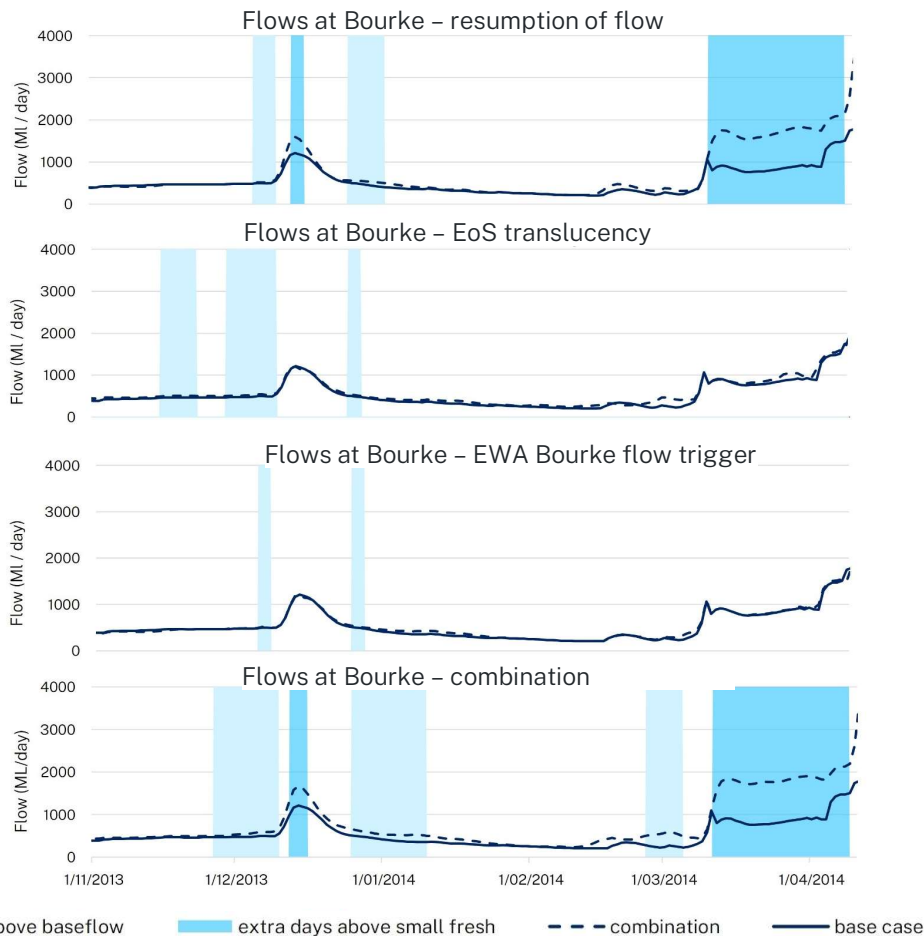 Flows at Bourke – resumption of flow
4000
3000
2000
1000
0
Flow (Ml / day)
Flows at Bourke – EoS translucency
4000
3000
2000
1000
0
Flow (Ml / day)
Flows at Bourke – EWA Bourke flow trigger
4000
3000
2000
1000
0
Flow (Ml / day)
Flows at Bourke – combination
4000
3000
2000
1000
0
Flow (ML/day)
1/11/2013 1/12/2013 1/01/2014 1/02/2014 1/03/2014 1/04/2014
above baseflow extra days above small fresh combination base case